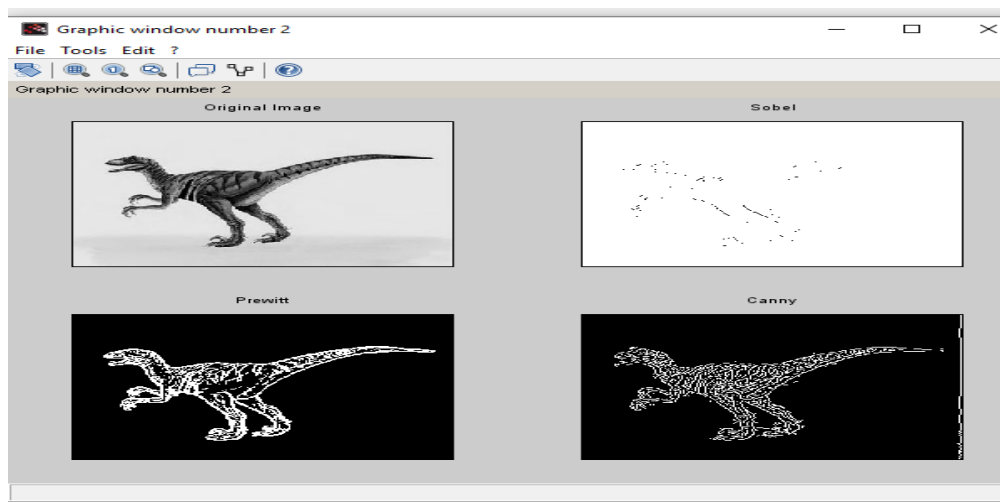 Graphic window number 2
File Tools Edit ?
Graphic window number 2
Original Image
Sobel
Prewitt
Canny